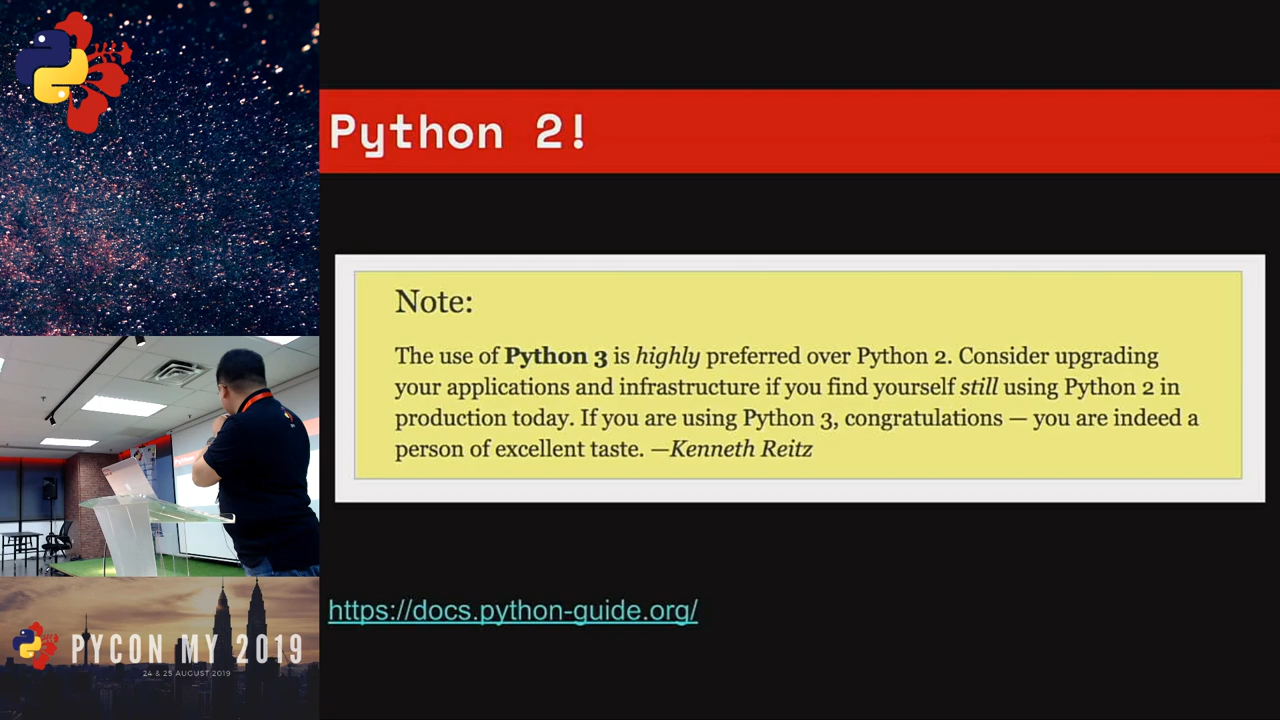 Python 2!
Note:
The use of Python 3 is highly preferred over Python 2. Consider upgrading
your applications and infrastructure if you find yourself still using Python 2 in
production today. If you are using Python 3, congratulations — you are indeed a
person of excellent taste. —Kenneth Reitz
https://docs.python-guide.org/
PYCON MY 2019
24 & 25 AUGUST 2019